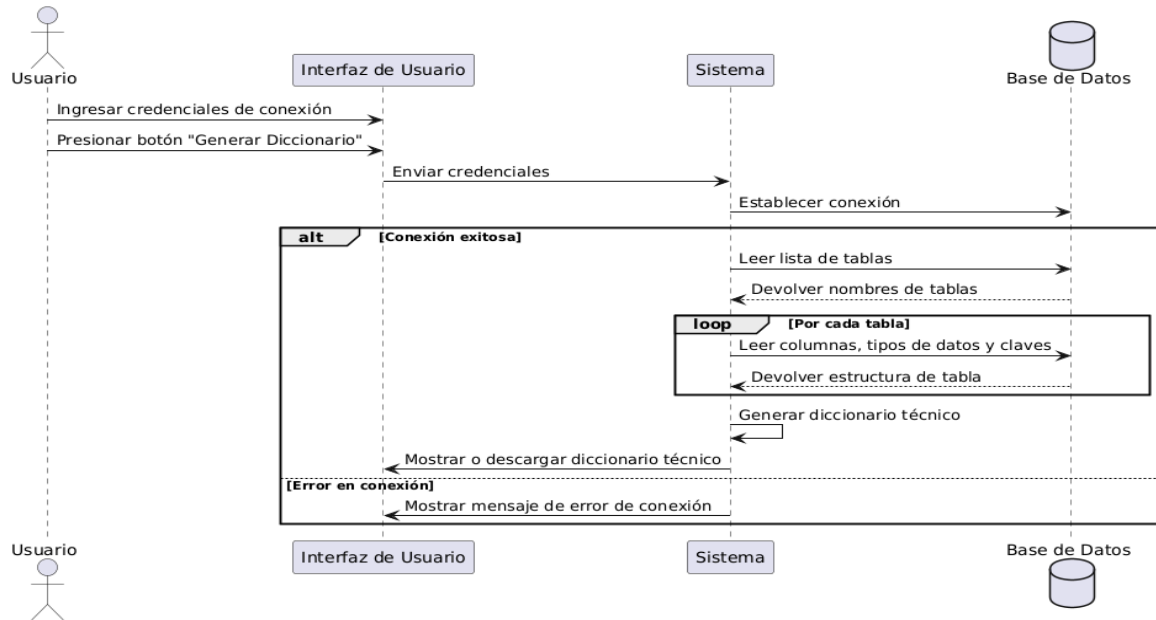 Usuario
Interfaz de Usuario
Sistema
Base de Datos
Ingresar credenciales de conexión
Presionar botón "Generar Diccionario"
Enviar credenciales
Establecer conexión
alt [Conexión exitosa]
Leer lista de tablas
Devolver nombres de tablas
loop [Por cada tabla]
Leer columnas, tipos de datos y claves
Devolver estructura de tabla
Generar diccionario técnico
Mostrar o descargar diccionario técnico
[Error en conexión]
Mostrar mensaje de error de conexión
Usuario
Interfaz de Usuario
Sistema
Base de Datos